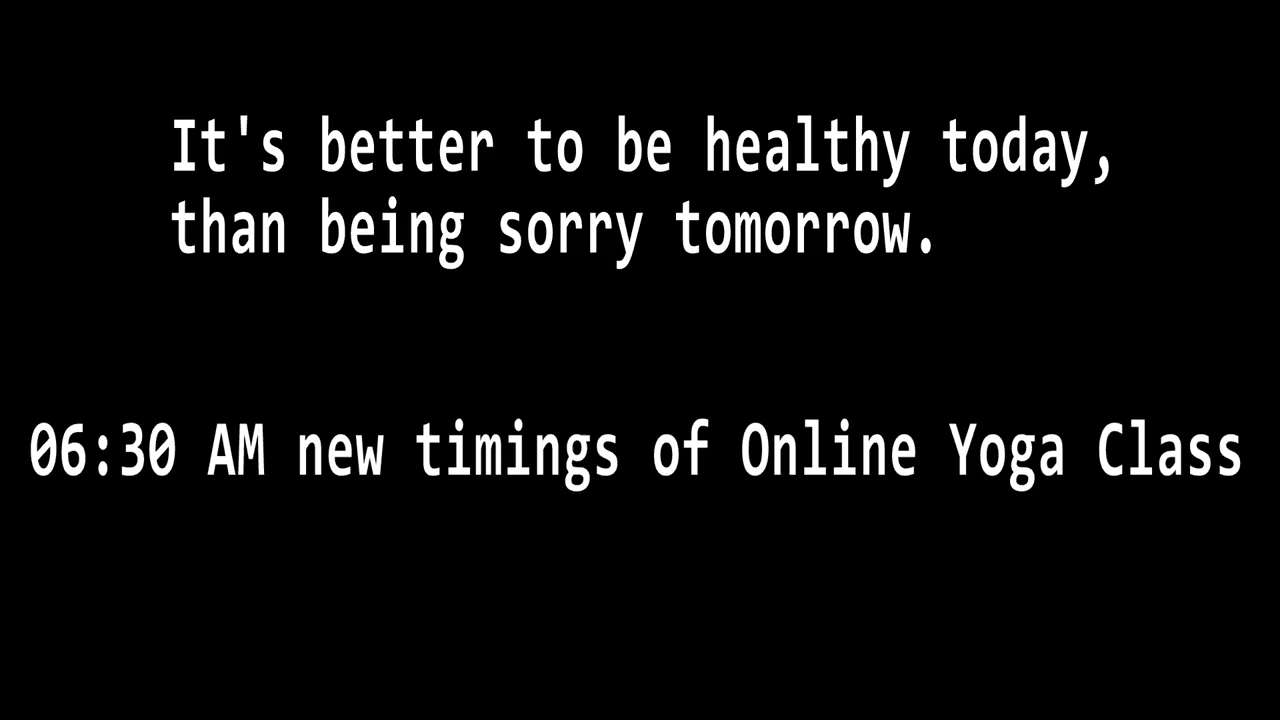 It's better to be healthy today,
than being sorry tomorrow.
06:30 AM new timings of Online Yoga Class